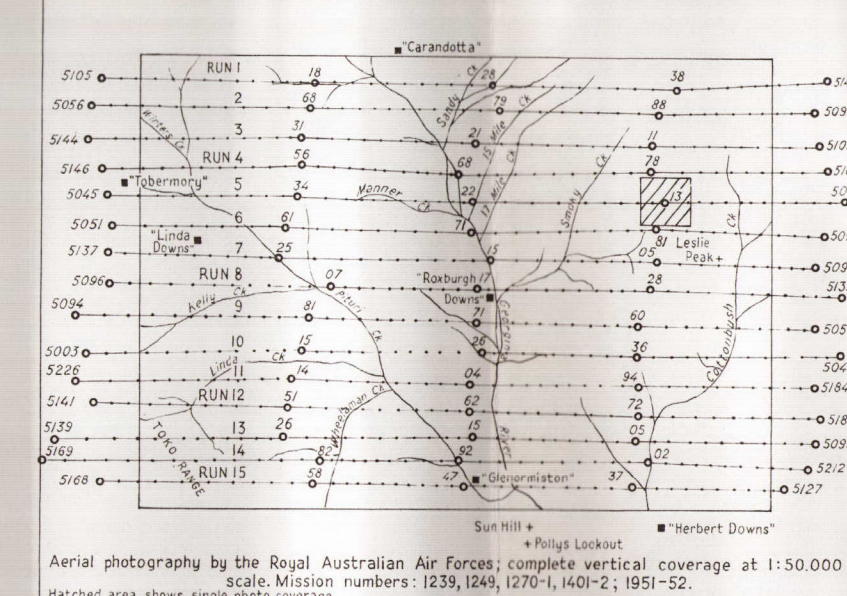 "Carandotta"
5105 RUN 1 18 28 38
5056 2 68 79 88
Sandy Ck
15 Mile Ck
17 Mile Ck
Winters Ck
5144 3 31 21 11
5146 RUN 4 56 68 78
"Tobermory"
5045 5 34 22 13
Manner Ck
Smoky Ck
Ck
5051 6 61 71 81
"Linda Downs"
Leslie Peak +
5137 7 25 15 05
5096 RUN 8 07 17 28
"Roxburgh Downs"
Kelly Ck
Pituri Ck
Georgina River
Cottonbush
5094 9 81 71 60
5003 10 15 26 36
Linda Ck
5226 11 14 04 94 5184
5141 RUN 12 51 62 72
Wheelaman Ck
5139 13 26 15 05
TOKO RANGE
5169 14 82 92 02
5168 RUN 15 58 47 37 5127
"Glenormiston"
Sun Hill +
+ Pollys Lookout
"Herbert Downs"
Aerial photography by the Royal Australian Air Forces; complete vertical coverage at 1:50.000
scale. Mission numbers: 1239, 1249, 1270-1, 1401-2; 1951-52.
Hatched area shows single photo coverage